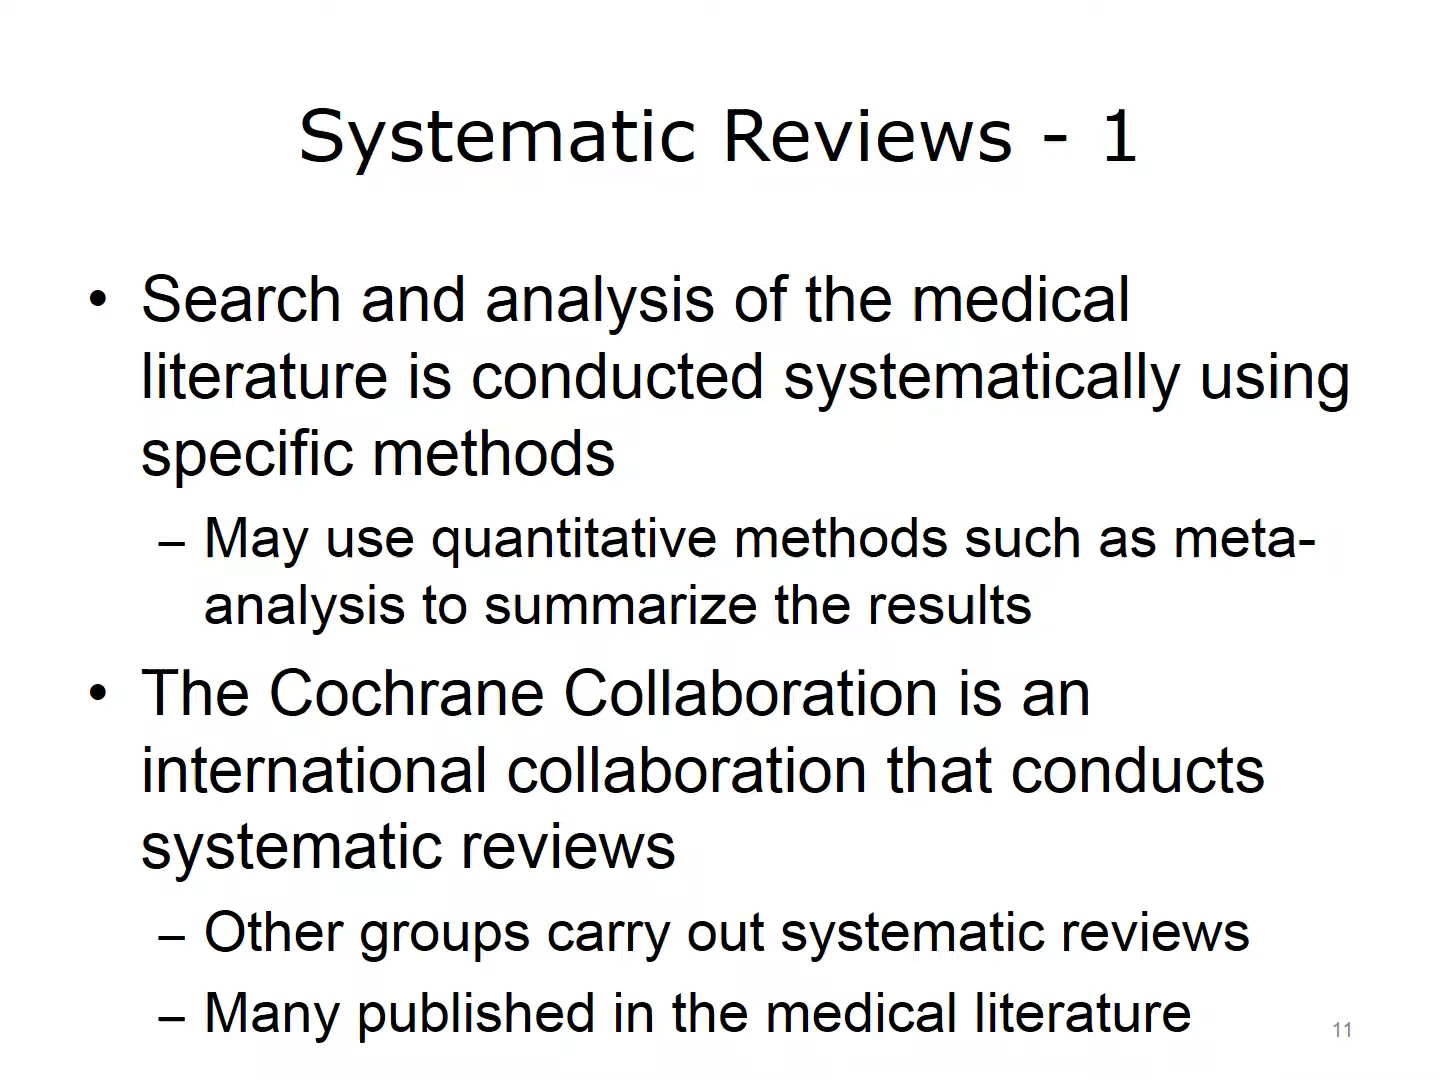 Systematic Reviews - 1
• Search and analysis of the medical
literature is conducted systematically using
specific methods
– May use quantitative methods such as meta-
analysis to summarize the results
• The Cochrane Collaboration is an
international collaboration that conducts
systematic reviews
– Other groups carry out systematic reviews
– Many published in the medical literature
11